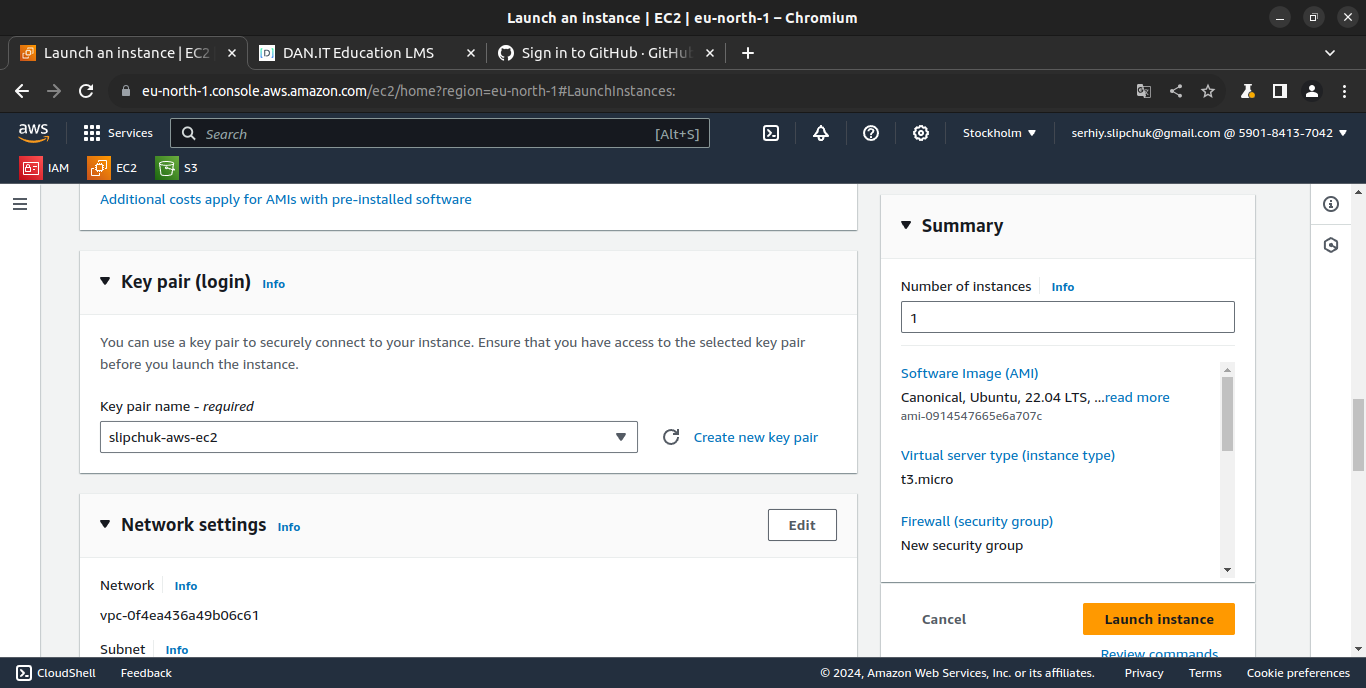 Launch an instance | EC2 | eu-north-1 – Chromium
Launch an instance | EC2
DAN.IT Education LMS
Sign in to GitHub · GitHub
eu-north-1.console.aws.amazon.com/ec2/home?region=eu-north-1#LaunchInstances:
aws
Services
Search
[Alt+S]
Stockholm
serhiy.slipchuk@gmail.com @ 5901-8413-7042
IAM
EC2
S3
Additional costs apply for AMIs with pre-installed software
Key pair (login) Info
You can use a key pair to securely connect to your instance. Ensure that you have access to the selected key pair
before you launch the instance.
Key pair name - required
slipchuk-aws-ec2
Create new key pair
Network settings Info
Edit
Network Info
vpc-0f4ea436a49b06c61
Subnet Info
Summary
Number of instances Info
1
Software Image (AMI)
Canonical, Ubuntu, 22.04 LTS, ...read more
ami-0914547665e6a707c
Virtual server type (instance type)
t3.micro
Firewall (security group)
New security group
Cancel
Launch instance
Review commands
CloudShell
Feedback
© 2024, Amazon Web Services, Inc. or its affiliates.
Privacy
Terms
Cookie preferences